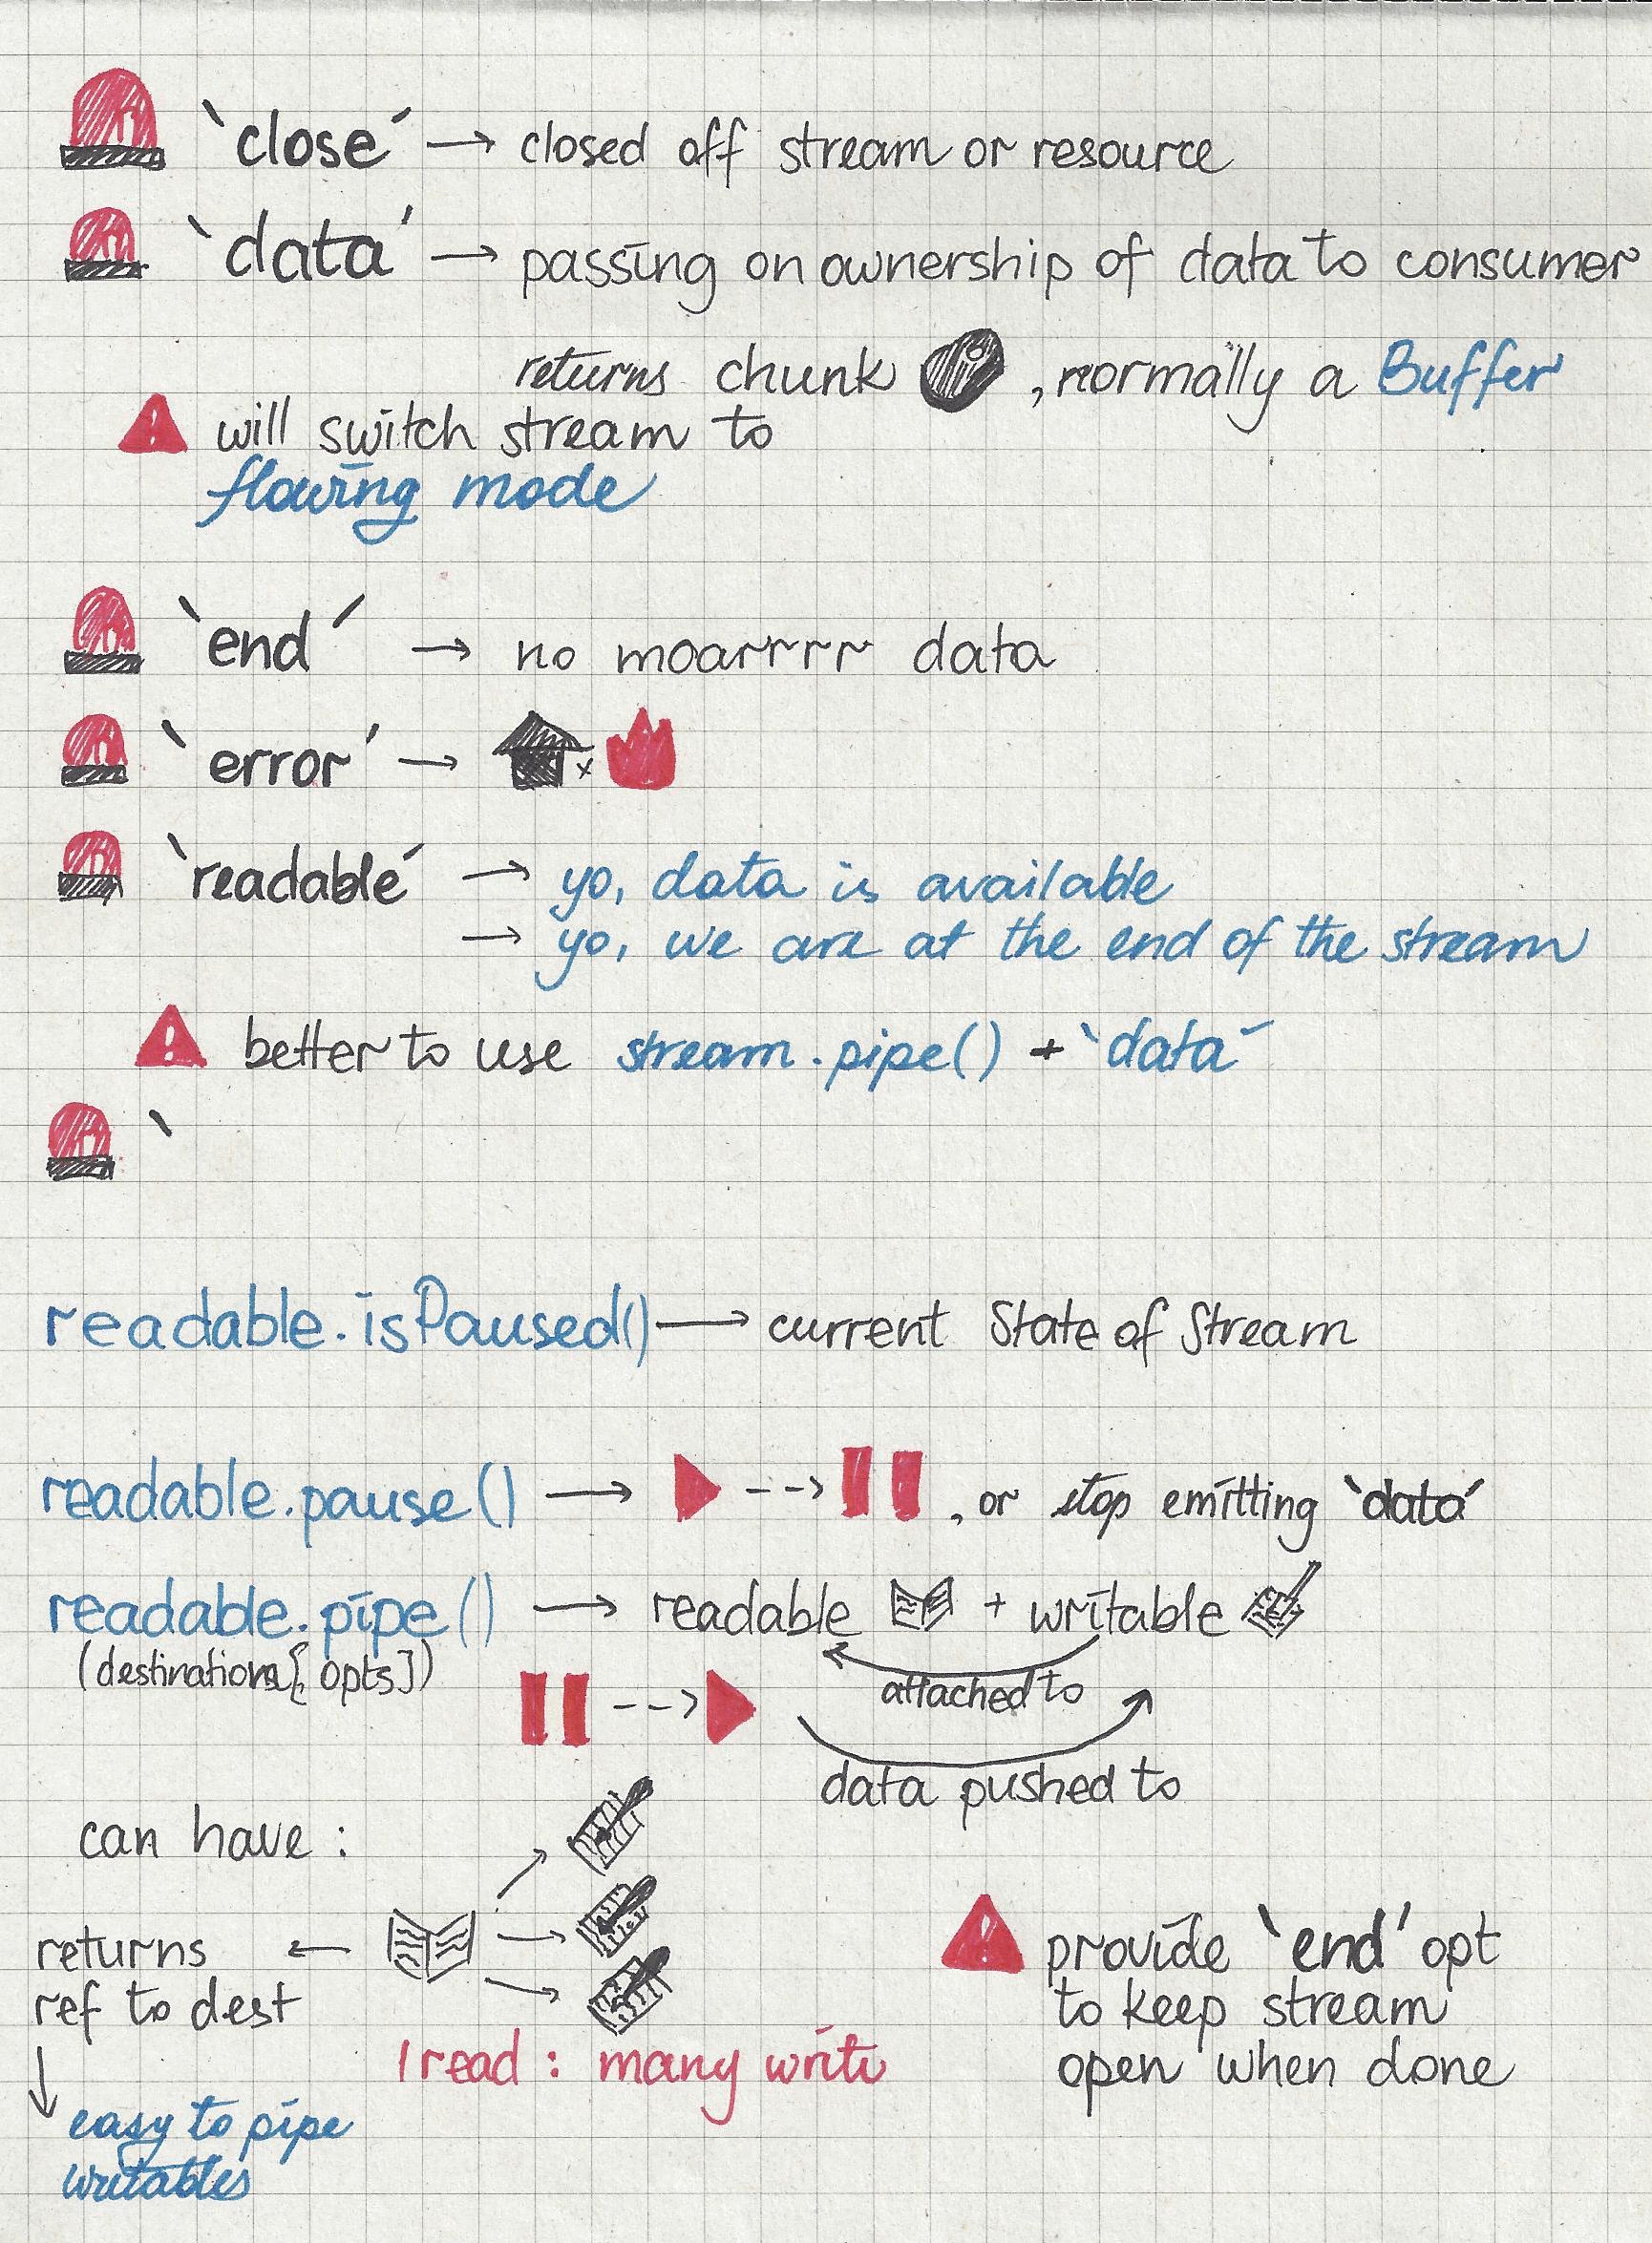 `close´ → closed off stream or resource
`data' → passing on ownership of data to consumer
returns chunk , normally a Buffer
! will switch stream to
flowing mode
`end´ → no moarrrr data
`error' →
`readable´ → yo, data is available
→ yo, we are at the end of the stream
! better to use stream.pipe() + `data´
`
readable.isPaused() → current State of Stream
readable.pause() → --> , or stop emitting `data´
readable.pipe() → readable + writable
(destination[, opts])
attached to
-->
data pushed to
can have :
returns ←
ref to dest
1 read : many write
↓
easy to pipe
writables
! provide `end' opt
to keep stream
open when done